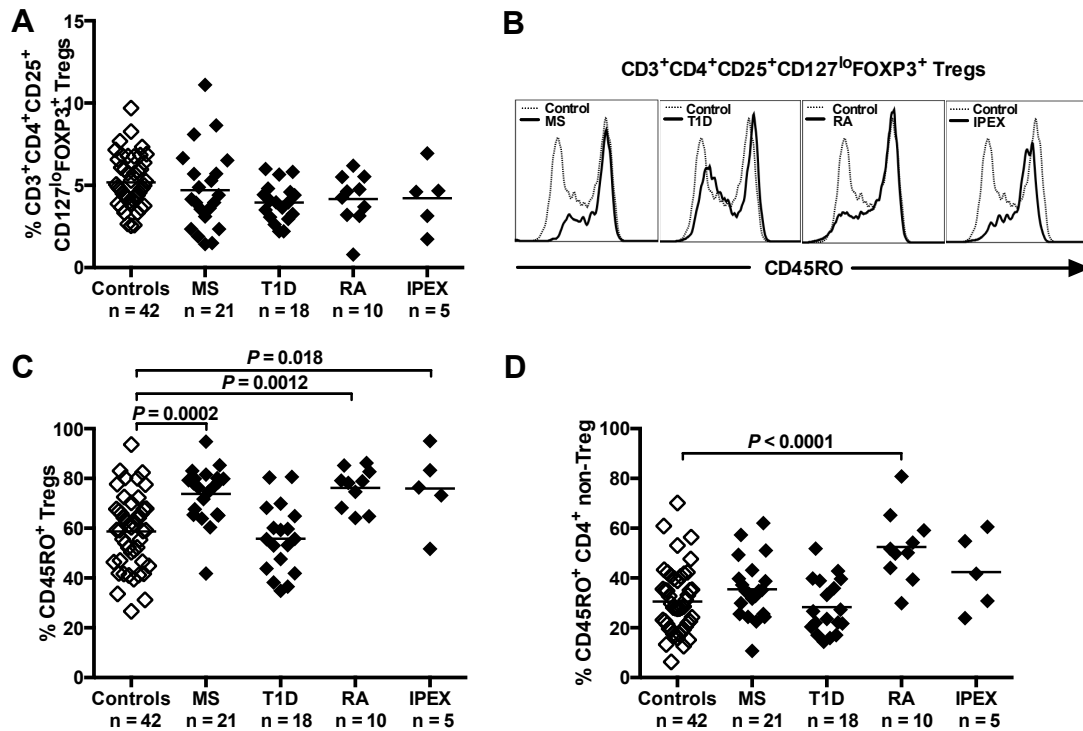 A
% CD3+CD4+CD25+
CD127loFOXP3+ Tregs
15
10
5
0
Controls MS T1D RA IPEX
n = 42 n = 21 n = 18 n = 10 n = 5
B
CD3+CD4+CD25+CD127loFOXP3+ Tregs
Control
MS
Control
T1D
Control
RA
Control
IPEX
CD45RO
C
P = 0.018
P = 0.0012
P = 0.0002
% CD45RO+ Tregs
100
80
60
40
20
0
Controls MS T1D RA IPEX
n = 42 n = 21 n = 18 n = 10 n = 5
D
P < 0.0001
% CD45RO+ CD4+ non-Treg
100
80
60
40
20
0
Controls MS T1D RA IPEX
n = 42 n = 21 n = 18 n = 10 n = 5